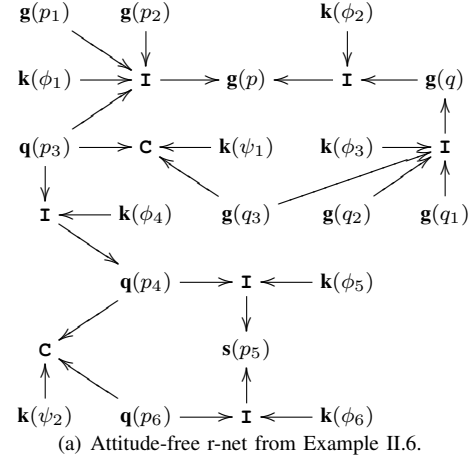 g(p₁) g(p₂) k(ϕ₂)
k(ϕ₁) I g(p) I g(q)
q(p₃) C k(ψ₁) k(ϕ₃) I
I k(ϕ₄) g(q₃) g(q₂) g(q₁)
q(p₄) I k(ϕ₅)
C s(p₅)
k(ψ₂) q(p₆) I k(ϕ₆)
(a) Attitude-free r-net from Example II.6.